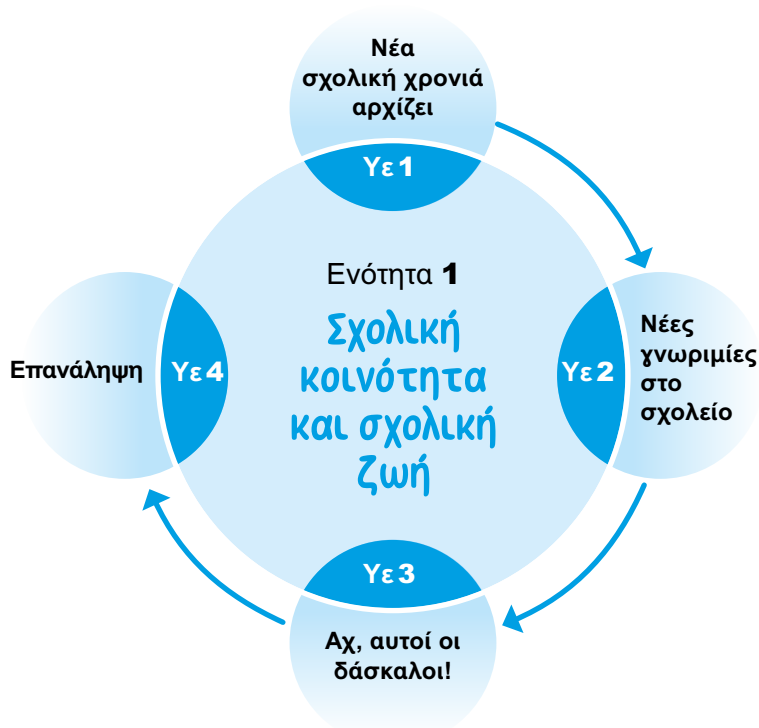 Νέα
σχολική χρονιά
αρχίζει
Υε 1
Ενότητα 1
Σχολική
κοινότητα
και σχολική
ζωή
Υε 2
Νέες
γνωριμίες
στο
σχολείο
Υε 3
Αχ, αυτοί οι
δάσκαλοι!
Υε 4
Επανάληψη